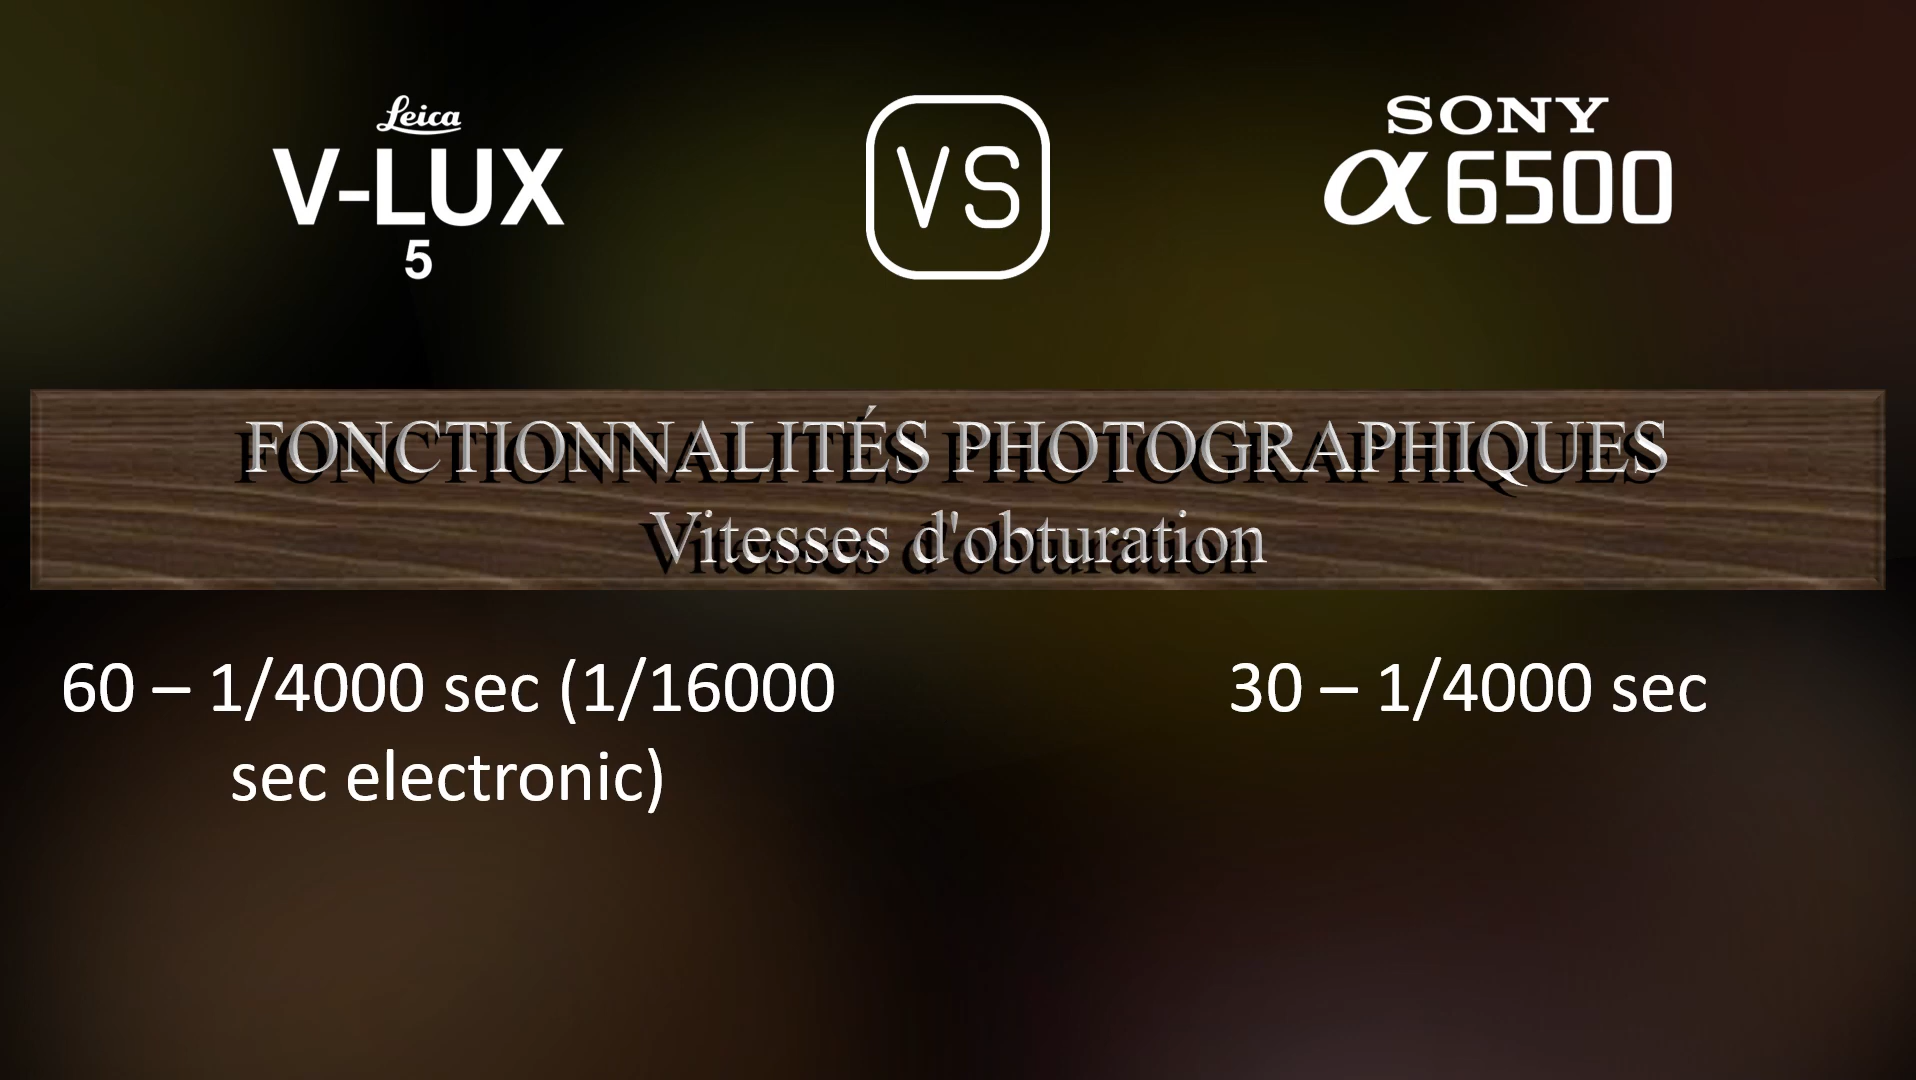 Leica
V-LUX
5
VS
SONY
α6500
FONCTIONNALITÉS PHOTOGRAPHIQUES
Vitesses d'obturation
60 – 1/4000 sec (1/16000
sec electronic)
30 – 1/4000 sec